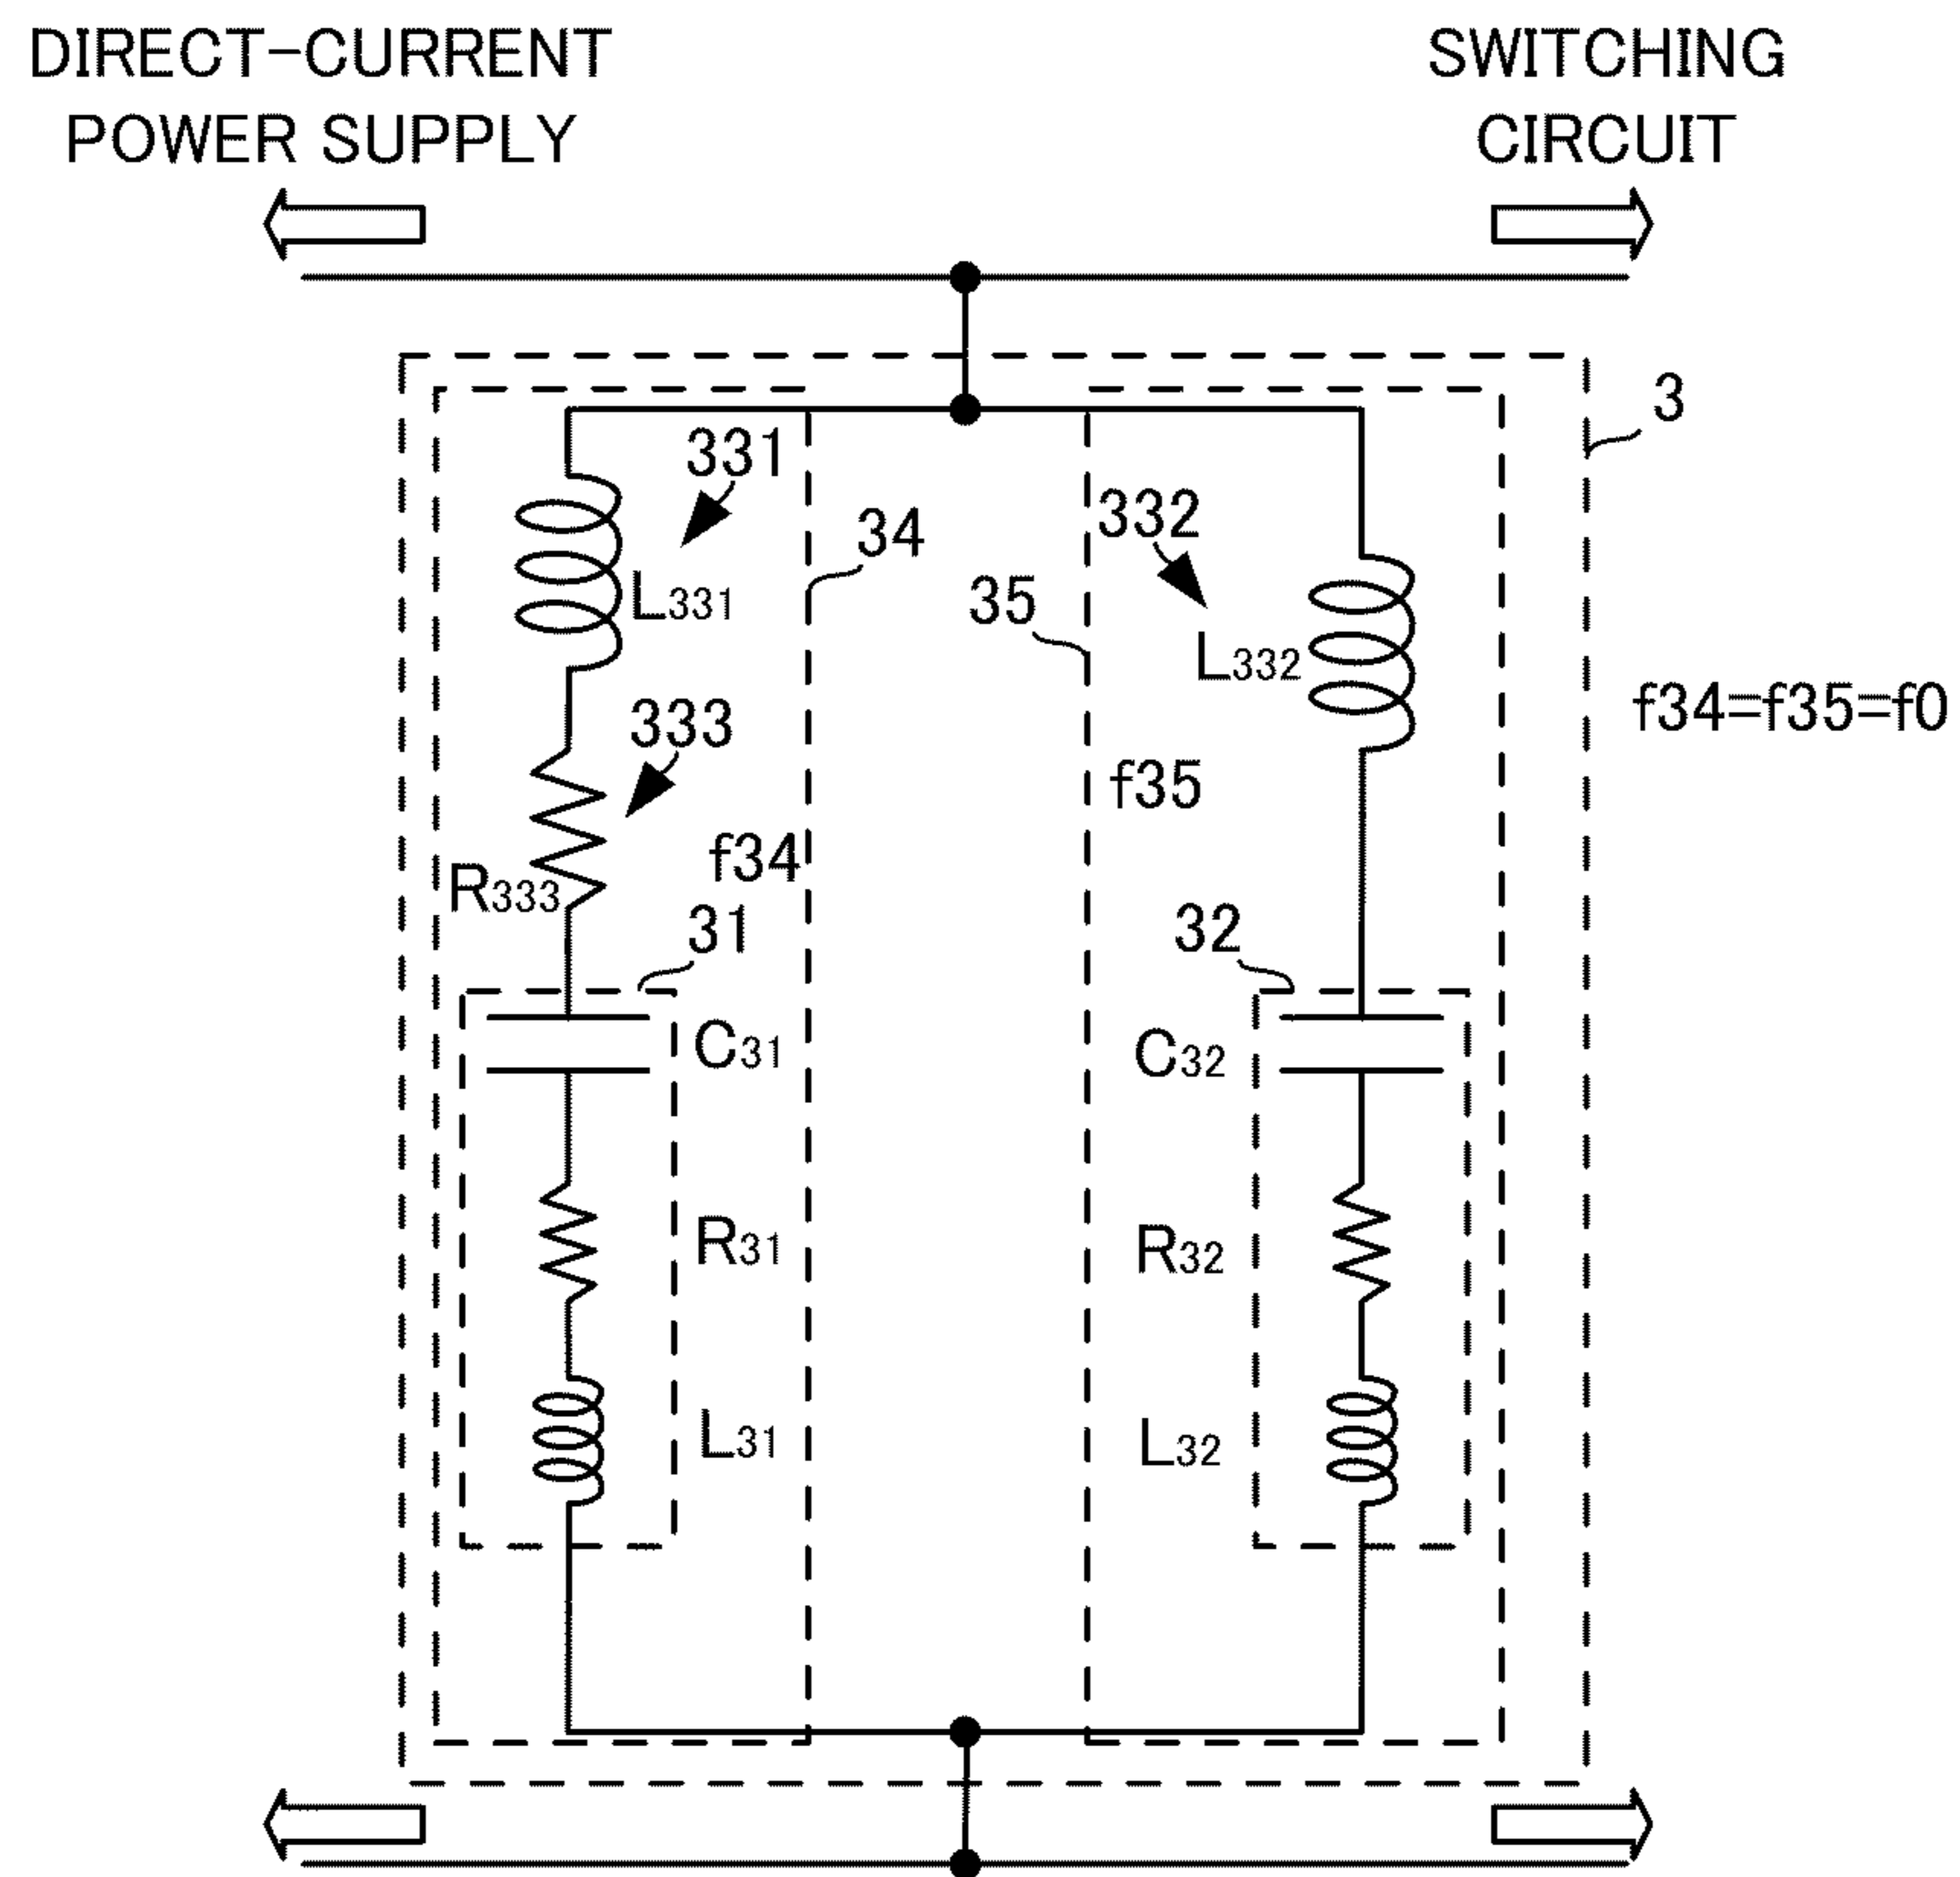 DIRECT-CURRENT
POWER SUPPLY
SWITCHING
CIRCUIT
3
331
34
332
35
L331
L332
f34=f35=f0
333
f35
f34
R333
31
32
C31
C32
R31
R32
L31
L32